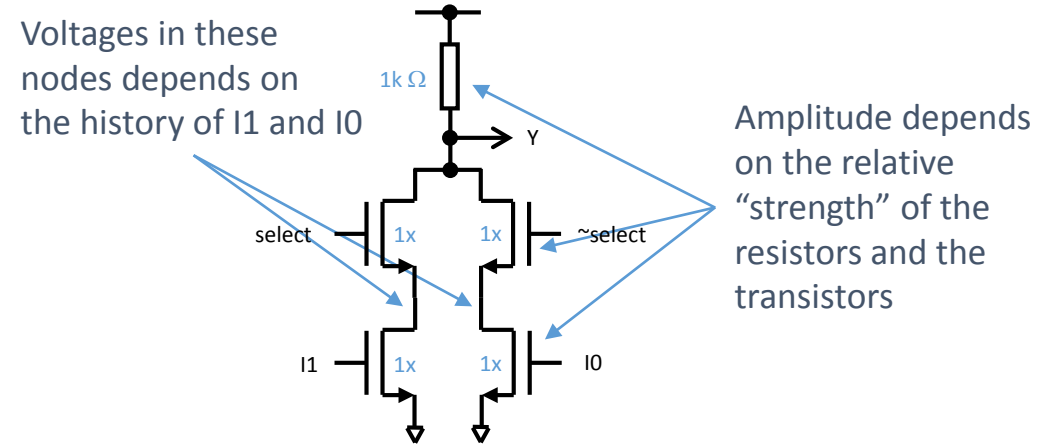 Voltages in these
nodes depends on
the history of I1 and I0
1k Ω
Y
Amplitude depends
on the relative
“strength” of the
resistors and the
transistors
select
1x
1x
~select
I1
1x
1x
I0